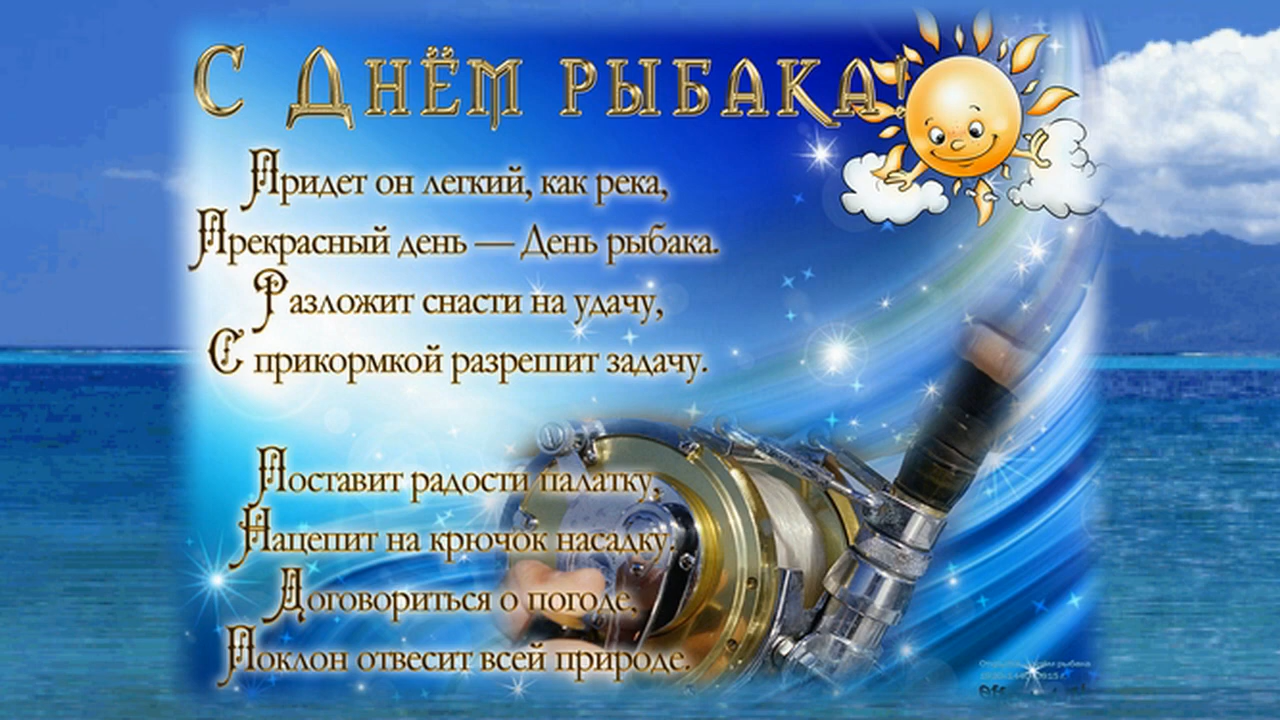 С Днём рыбака!
Придет он легкий, как река,
Прекрасный день — День рыбака.
Разложит снасти на удачу,
С прикормкой разрешит задачу.
Поставит радости палатку,
Нацепит на крючок насадку.
Договориться о погоде,
Поклон отвесит всей природе.
рыбака